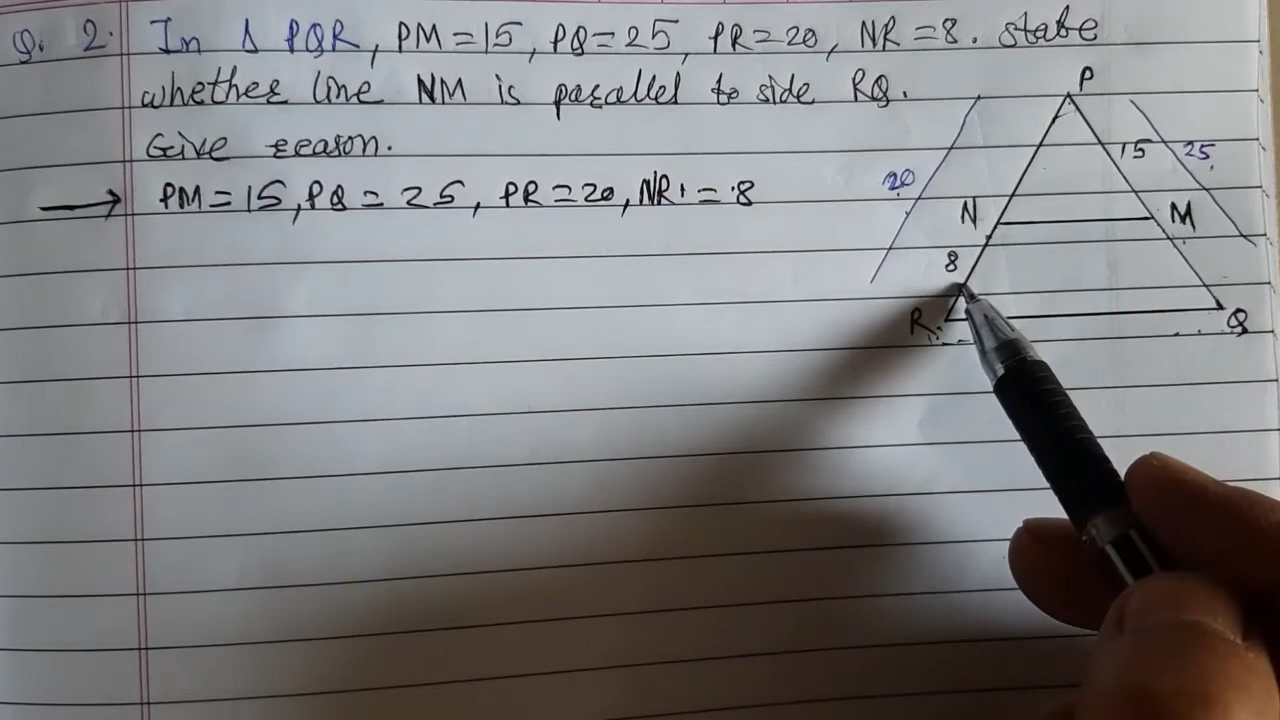 Q. 2. In Δ PQR, PM = 15, PQ = 25, PR = 20, NR = 8. state
whether line NM is parallel to side RQ.
Give reason.
→ PM = 15, PQ = 25, PR = 20, NR = 8
P
15
25
20
N
M
8
R
Q